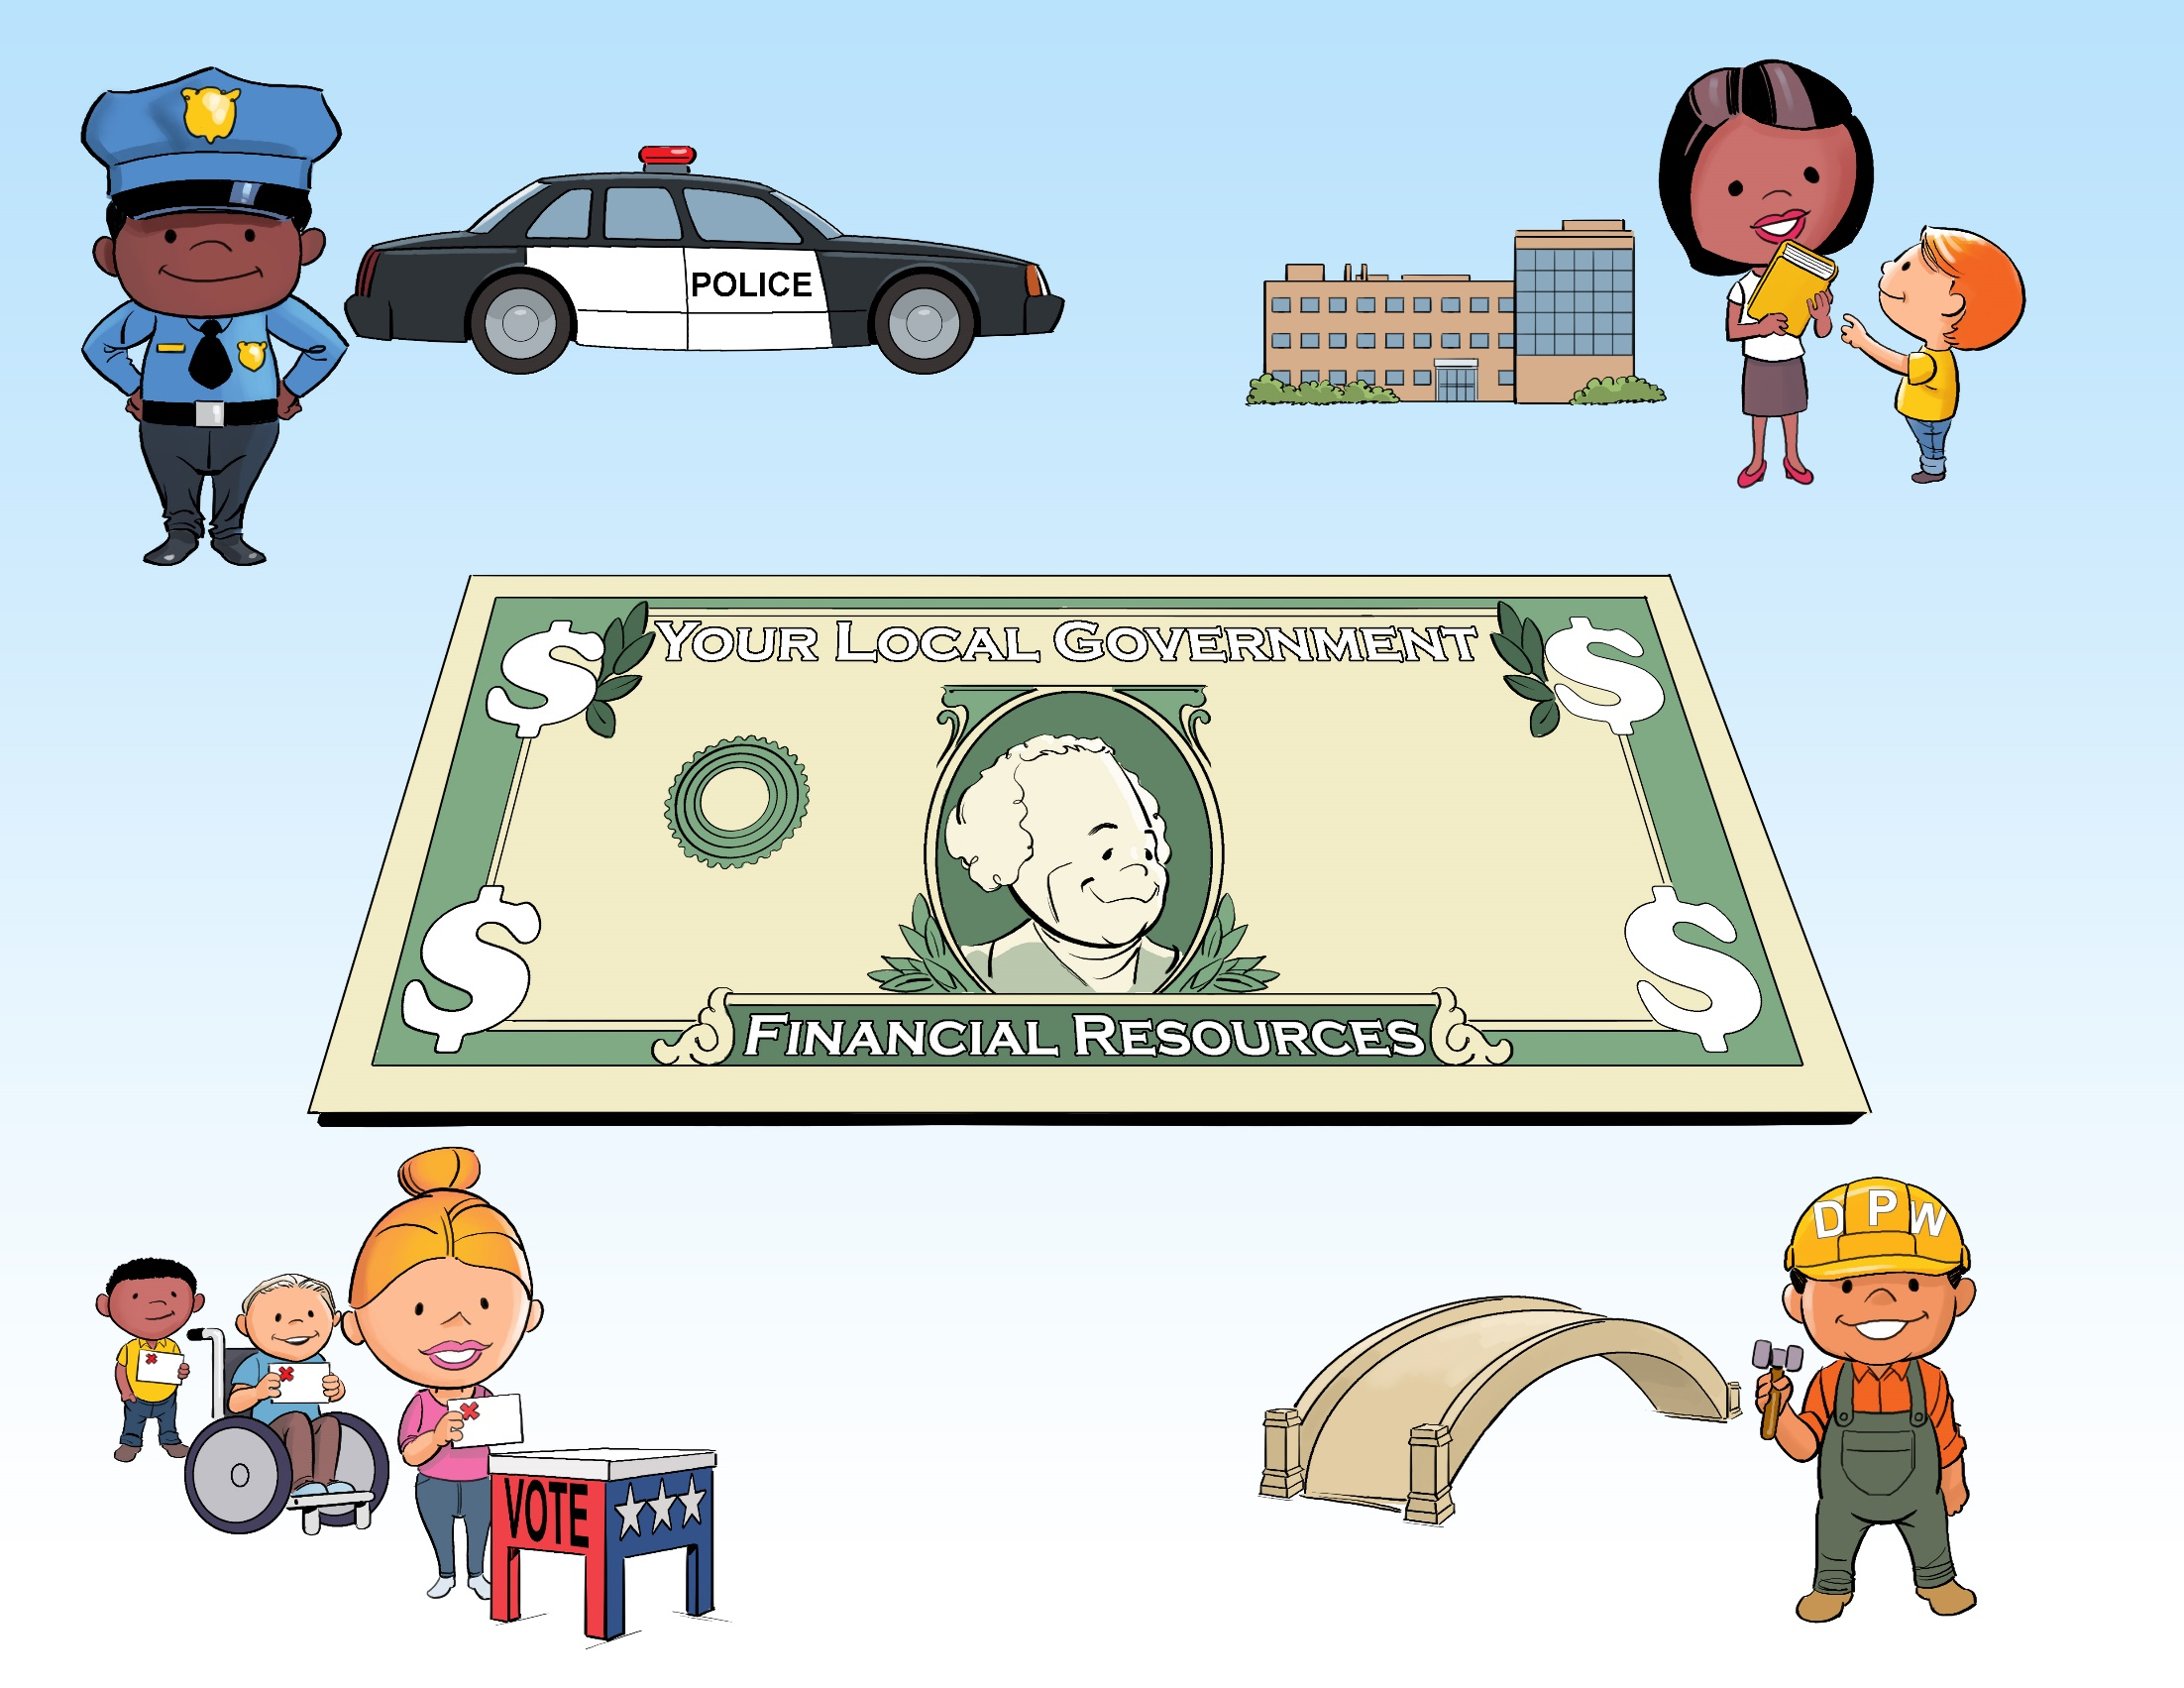 POLICE
$ YOUR LOCAL GOVERNMENT $
$ $
FINANCIAL RESOURCES
DPW
VOTE